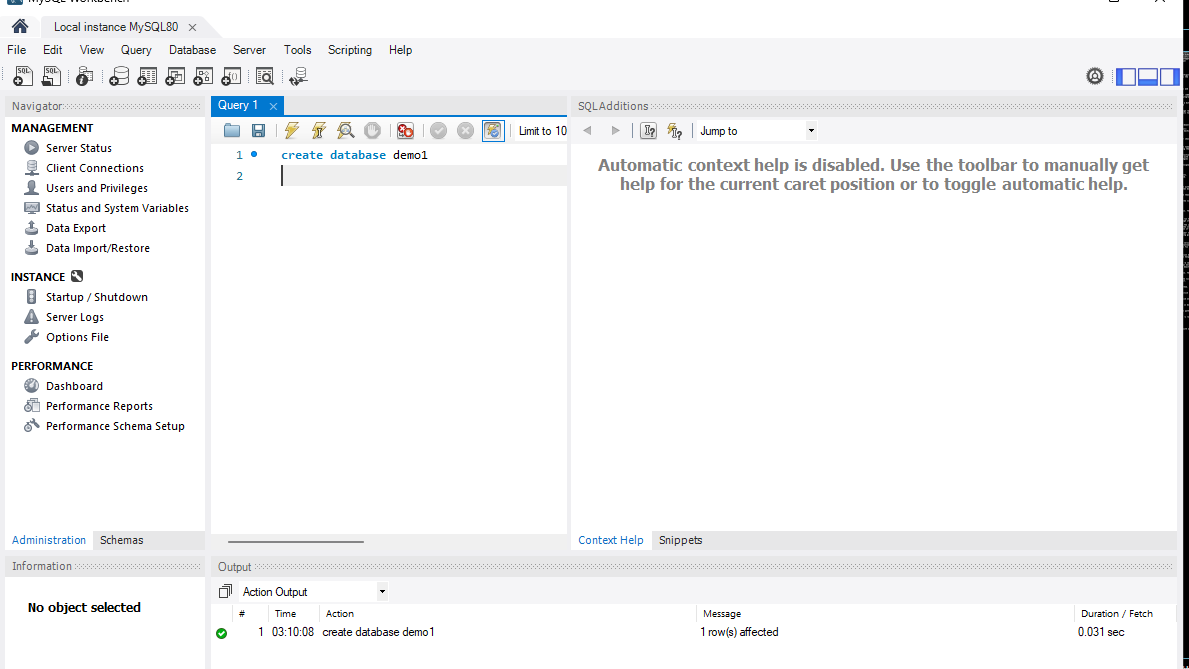 MySQL Workbench
Local instance MySQL80
File Edit View Query Database Server Tools Scripting Help
Navigator
MANAGEMENT
Server Status
Client Connections
Users and Privileges
Status and System Variables
Data Export
Data Import/Restore
INSTANCE
Startup / Shutdown
Server Logs
Options File
PERFORMANCE
Dashboard
Performance Reports
Performance Schema Setup
Administration Schemas
Information
No object selected
Query 1
Limit to 10
1 create database demo1
2
SQLAdditions
Jump to
Automatic context help is disabled. Use the toolbar to manually get
help for the current caret position or to toggle automatic help.
Context Help Snippets
Output
Action Output
# Time Action Message Duration / Fetch
1 03:10:08 create database demo1 1 row(s) affected 0.031 sec